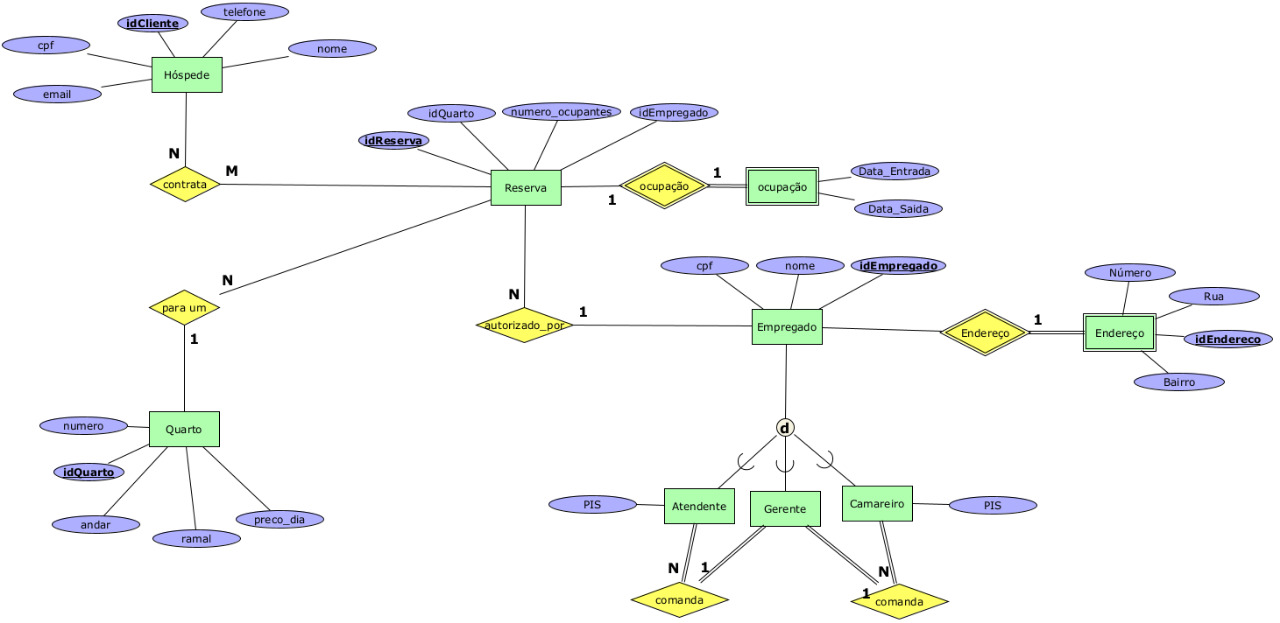 telefone
idCliente
cpf
nome
Hóspede
email
idQuarto
numero_ocupantes
idEmpregado
idReserva
N
M
contrata
Reserva
ocupação
1
1
ocupação
Data_Entrada
Data_Saida
N
para um
1
N
autorizado_por
1
cpf
nome
idEmpregado
Empregado
Endereço
1
Endereço
Número
Rua
idEndereco
Bairro
numero
Quarto
idQuarto
andar
ramal
preco_dia
d
PIS
Atendente
Gerente
Camareiro
PIS
N
1
N
1
comanda
comanda